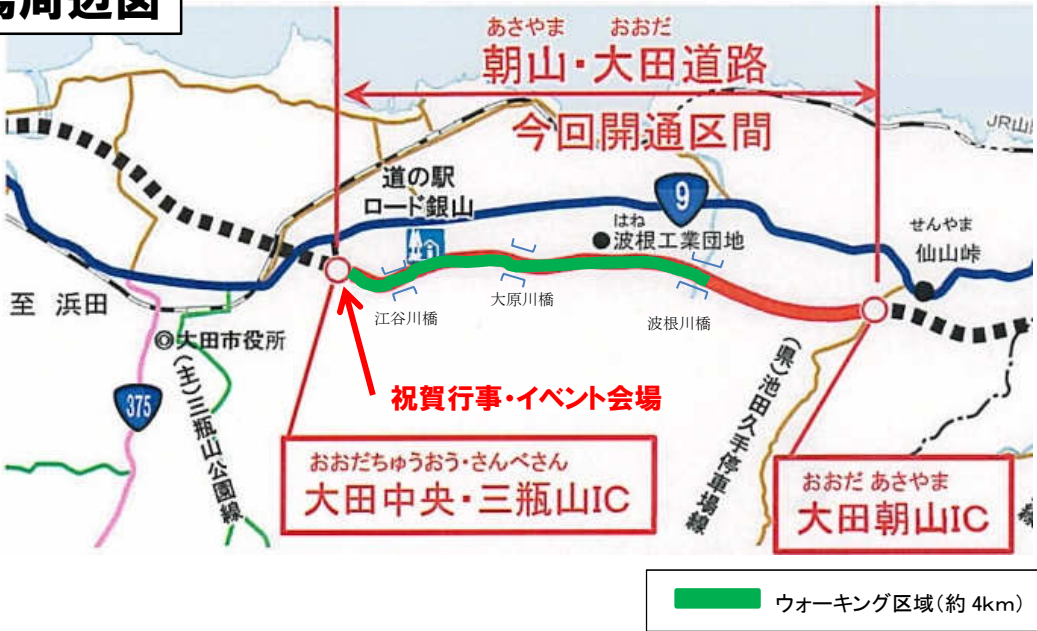 場周辺図
あさやま おおだ
朝山・大田道路
今回開通区間
JR山
道の駅
ロード銀山
9
はね
波根工業団地
せんやま
仙山峠
至 浜田
江谷川橋
大原川橋
波根川橋
大田市役所
375
(主)三瓶山公園線
(県)池田久手停車場線
祝賀行事・イベント会場
おおだちゅうおう・さんべさん
大田中央・三瓶山IC
おおだ あさやま
大田朝山IC
線
ウォーキング区域(約 4km)